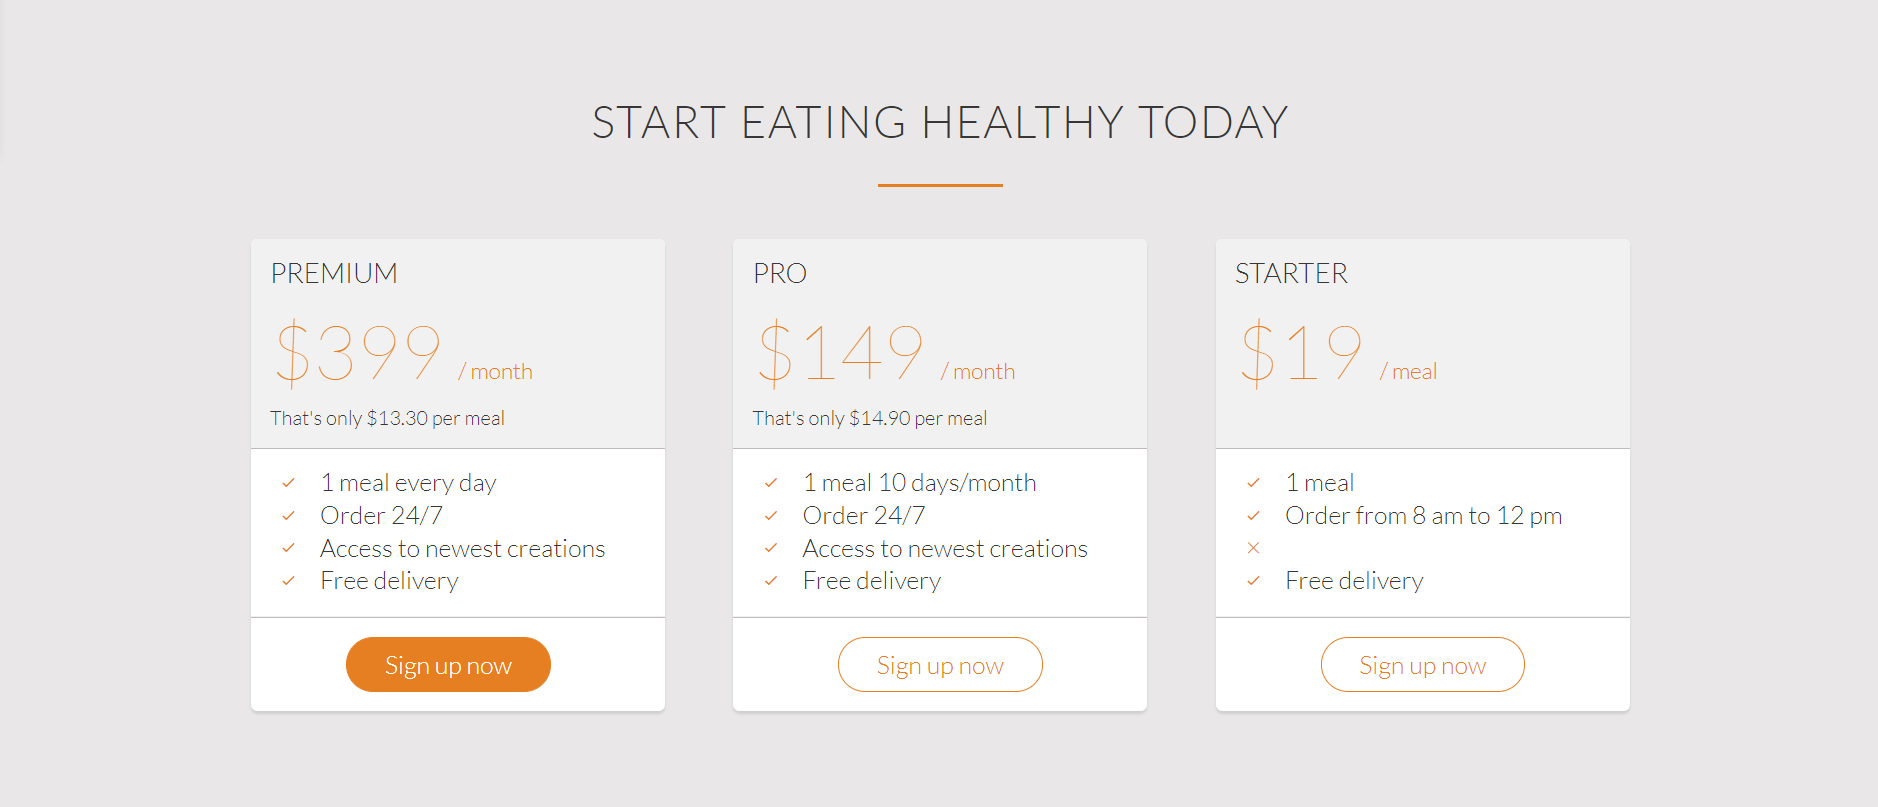 START EATING HEALTHY TODAY
PREMIUM
$399 / month
That's only $13.30 per meal
1 meal every day
Order 24/7
Access to newest creations
Free delivery
Sign up now
PRO
$149 / month
That's only $14.90 per meal
1 meal 10 days/month
Order 24/7
Access to newest creations
Free delivery
Sign up now
STARTER
$19 / meal
1 meal
Order from 8 am to 12 pm
Free delivery
Sign up now